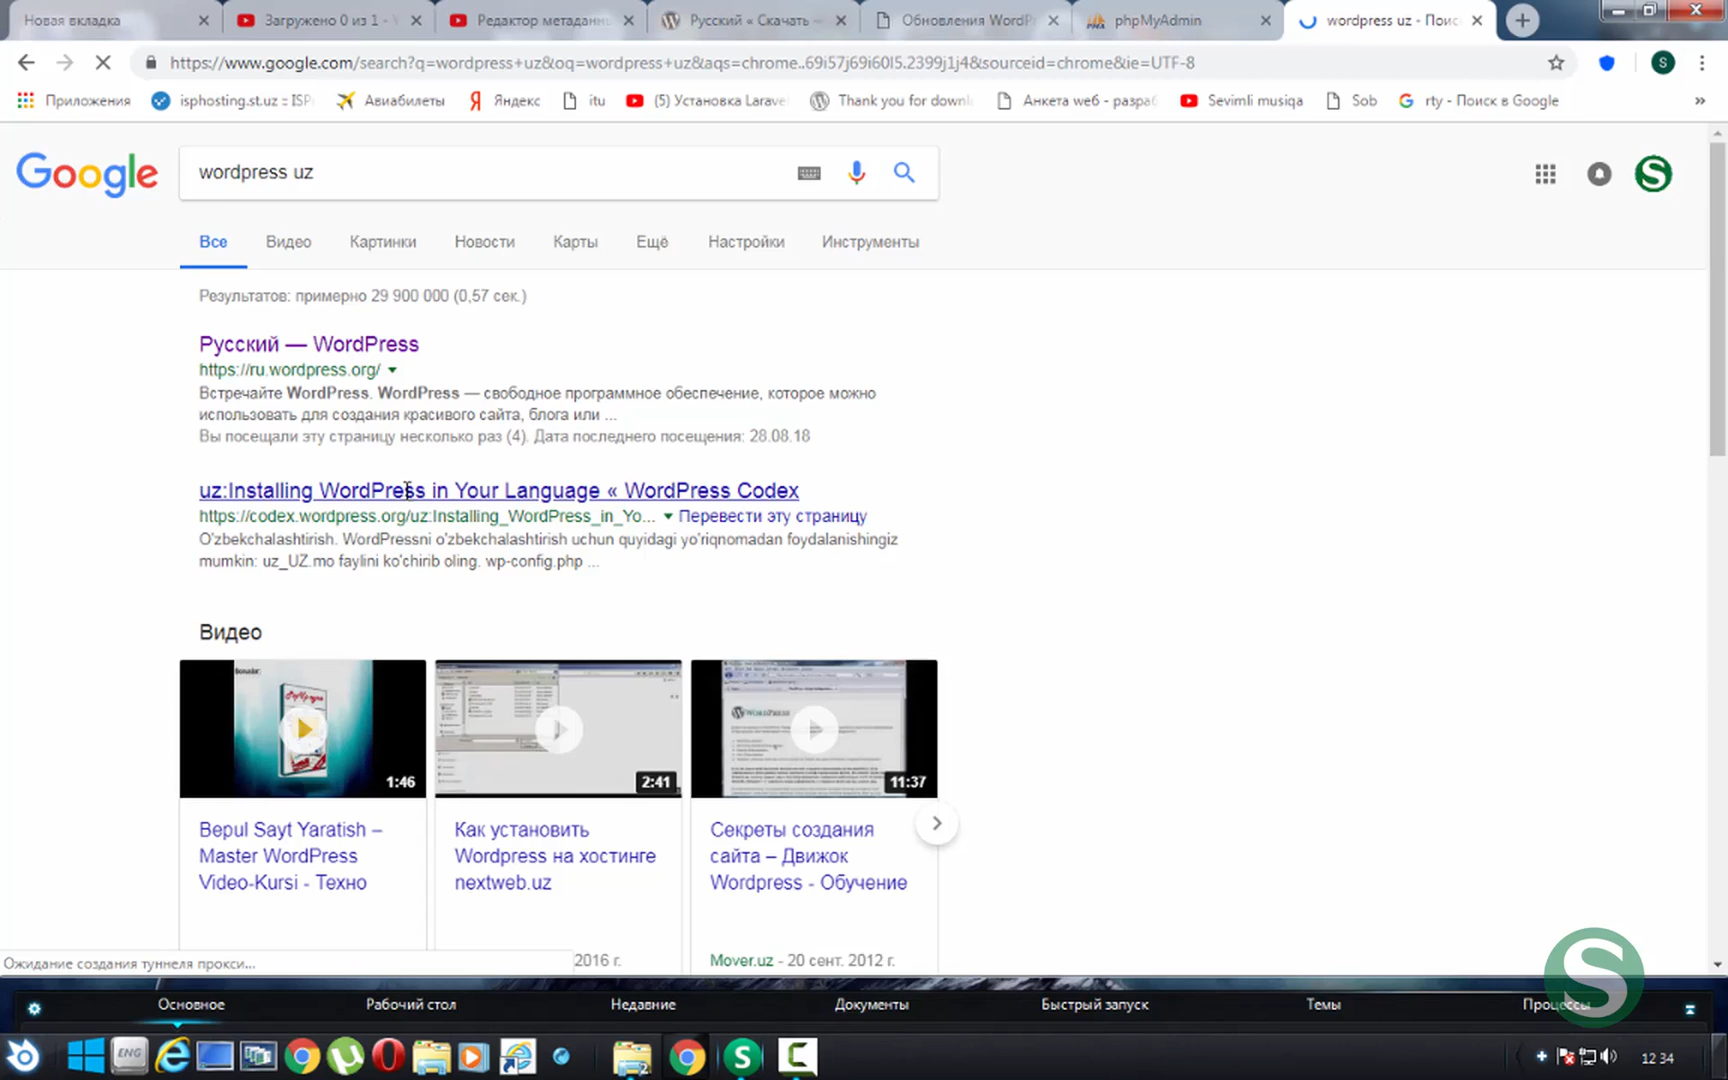 Новая вкладка
Загружено 0 из 1 - Y
Редактор метаданн
Русский « Скачать —
Обновления WordP
phpMyAdmin
wordpress uz - Поис
https://www.google.com/search?q=wordpress+uz&oq=wordpress+uz&aqs=chrome..69i57j69i60l5.2399j1j4&sourceid=chrome&ie=UTF-8
S
Приложения
isphosting.st.uz :: ISP
Авиабилеты
Яндекс
itu
(5) Установка Larave
Thank you for downl
Анкета web - разраб
Sevimli musiqa
Sob
rty - Поиск в Google
Google
wordpress uz
S
Все
Видео
Картинки
Новости
Карты
Ещё
Настройки
Инструменты
Результатов: примерно 29 900 000 (0,57 сек.)
Русский — WordPress
https://ru.wordpress.org/
Встречайте WordPress. WordPress — свободное программное обеспечение, которое можно
использовать для создания красивого сайта, блога или ...
Вы посещали эту страницу несколько раз (4). Дата последнего посещения: 28.08.18
uz:Installing WordPress in Your Language « WordPress Codex
https://codex.wordpress.org/uz:Installing_WordPress_in_Yo... Перевести эту страницу
O'zbekchalashtirish. WordPressni o'zbekchalashtirish uchun quyidagi yo'riqnomadan foydalanishingiz
mumkin: uz_UZ.mo faylini ko'chirib oling. wp-config.php ...
Видео
1:46
2:41
11:37
Bepul Sayt Yaratish –
Master WordPress
Video-Kursi - Техно
Как установить
Wordpress на хостинге
nextweb.uz
Секреты создания
сайта – Движок
Wordpress - Обучение
2016 г.
Mover.uz - 20 сент. 2012 г.
Ожидание создания туннеля прокси...
S
Основное
Рабочий стол
Недавние
Документы
Быстрый запуск
Темы
Процессы
ENG
12 34